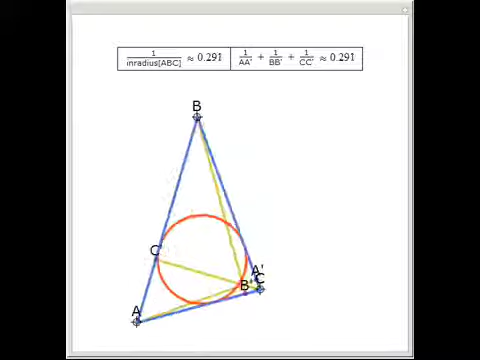 1/inradius[ABC] ≈ 0.291
1/AA' + 1/BB' + 1/CC' ≈ 0.291
B
C'
A'
C
B'
A